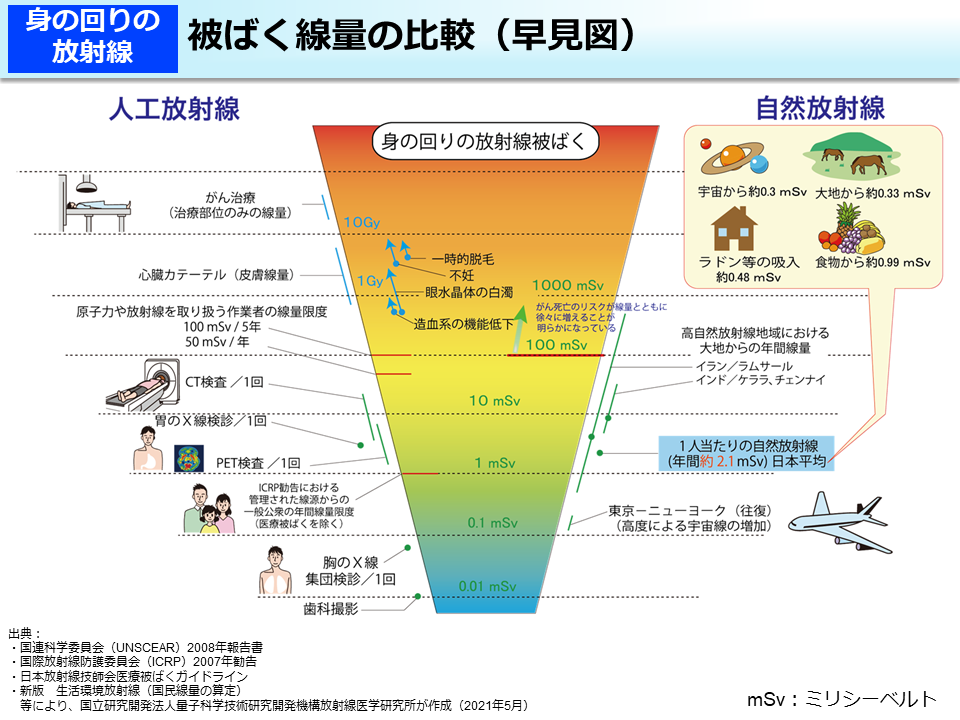 身の回りの
放射線
被ばく線量の比較（早見図）
人工放射線
自然放射線
身の回りの放射線被ばく
宇宙から約0.3 mSv
大地から約0.33 mSv
ラドン等の吸入
約0.48 mSv
食物から約0.99 mSv
がん治療
（治療部位のみの線量）
10Gy
心臓カテーテル（皮膚線量）
1Gy
一時的脱毛
不妊
眼水晶体の白濁
造血系の機能低下
1000 mSv
がん死亡のリスクが線量とともに
徐々に増えることが
明らかになっている
100 mSv
原子力や放射線を取り扱う作業者の線量限度
100 mSv / 5年
50 mSv / 年
高自然放射線地域における
大地からの年間線量
イラン／ラムサール
インド／ケララ、チェンナイ
CT検査 ／1回
10 mSv
胃のＸ線検診／1回
PET検査 ／1回
1 mSv
1人当たりの自然放射線
(年間約 2.1mSv) 日本平均
ICRP勧告における
管理された線源からの
一般公衆の年間線量限度
（医療被ばくを除く）
0.1 mSv
東京－ニューヨーク（往復）
（高度による宇宙線の増加）
胸のＸ線
集団検診／1回
0.01 mSv
歯科撮影
出典：
・国連科学委員会（UNSCEAR）2008年報告書
・国際放射線防護委員会（ICRP）2007年勧告
・日本放射線技師会医療被ばくガイドライン
・新版　生活環境放射線（国民線量の算定）
等により、国立研究開発法人量子科学技術研究開発機構放射線医学研究所が作成（2021年5月）
mSv：ミリシーベルト